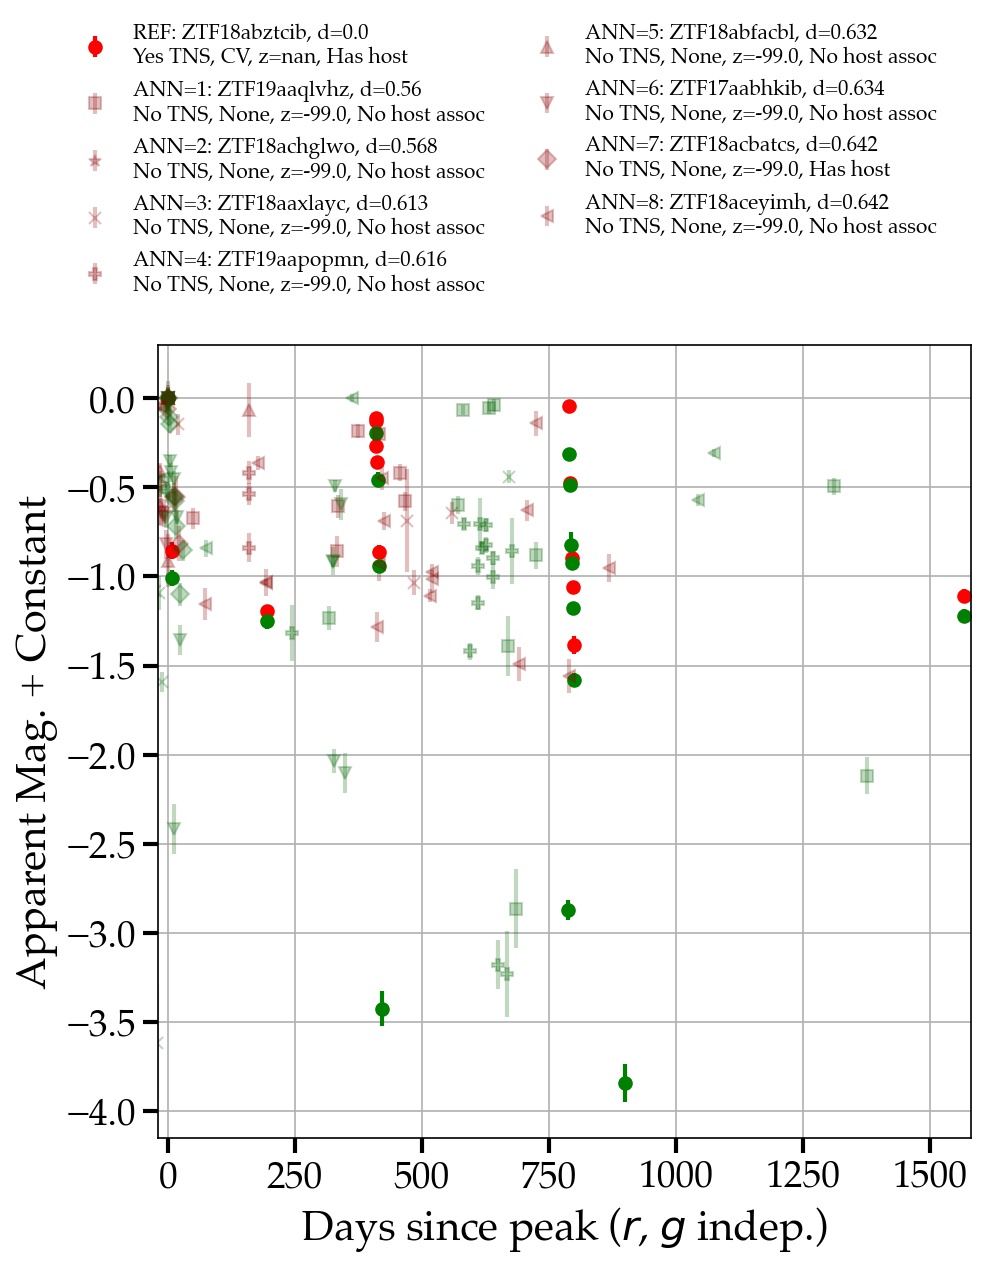 REF: ZTF18abztcib, d=0.0
Yes TNS, CV, z=nan, Has host
ANN=1: ZTF19aaqlvhz, d=0.56
No TNS, None, z=-99.0, No host assoc
ANN=2: ZTF18achglwo, d=0.568
No TNS, None, z=-99.0, No host assoc
ANN=3: ZTF18aaxlayc, d=0.613
No TNS, None, z=-99.0, No host assoc
ANN=4: ZTF19aapopmn, d=0.616
No TNS, None, z=-99.0, No host assoc
ANN=5: ZTF18abfacbl, d=0.632
No TNS, None, z=-99.0, No host assoc
ANN=6: ZTF17aabhkib, d=0.634
No TNS, None, z=-99.0, No host assoc
ANN=7: ZTF18acbatcs, d=0.642
No TNS, None, z=-99.0, Has host
ANN=8: ZTF18aceyimh, d=0.642
No TNS, None, z=-99.0, No host assoc
Apparent Mag. + Constant
0.0
−0.5
−1.0
−1.5
−2.0
−2.5
−3.0
−3.5
−4.0
0 250 500 750 1000 1250 1500
Days since peak (r, g indep.)